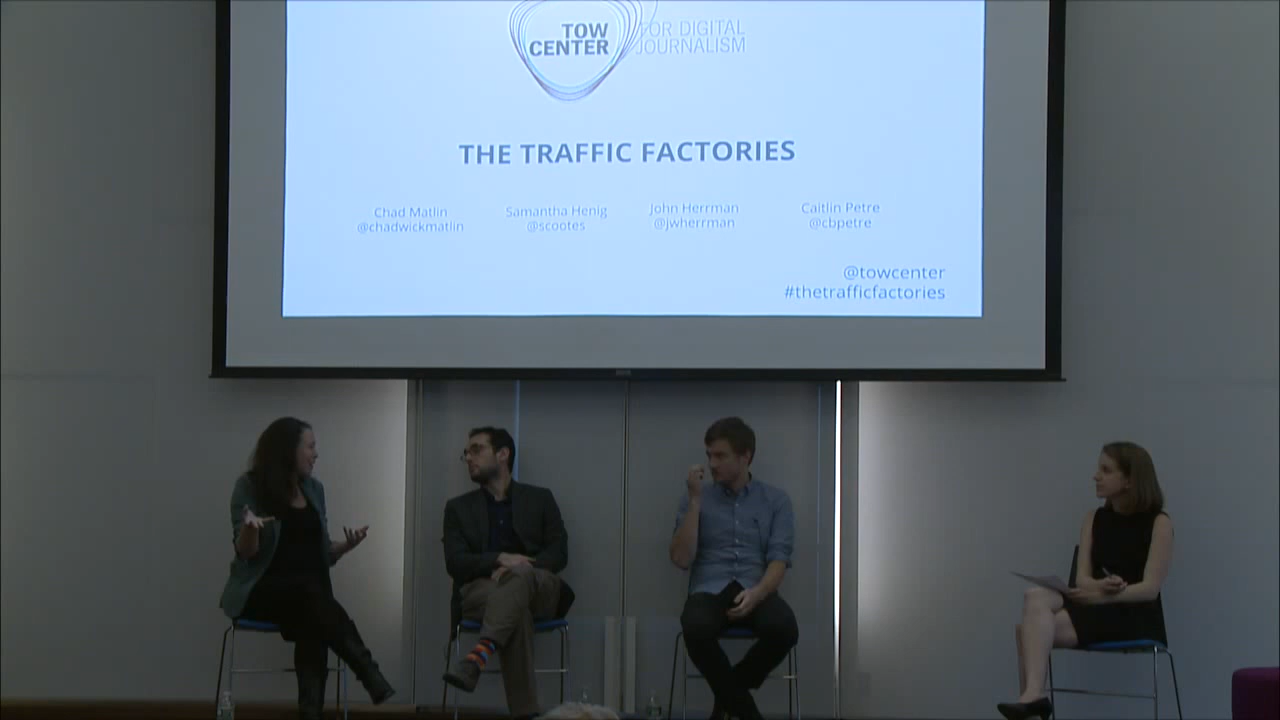 TOW
CENTER
FOR DIGITAL
JOURNALISM
THE TRAFFIC FACTORIES
Chad Matlin
@chadwickmatlin
Samantha Henig
@scootes
John Herrman
@jwherrman
Caitlin Petre
@cbpetre
@towcenter
#thetrafficfactories